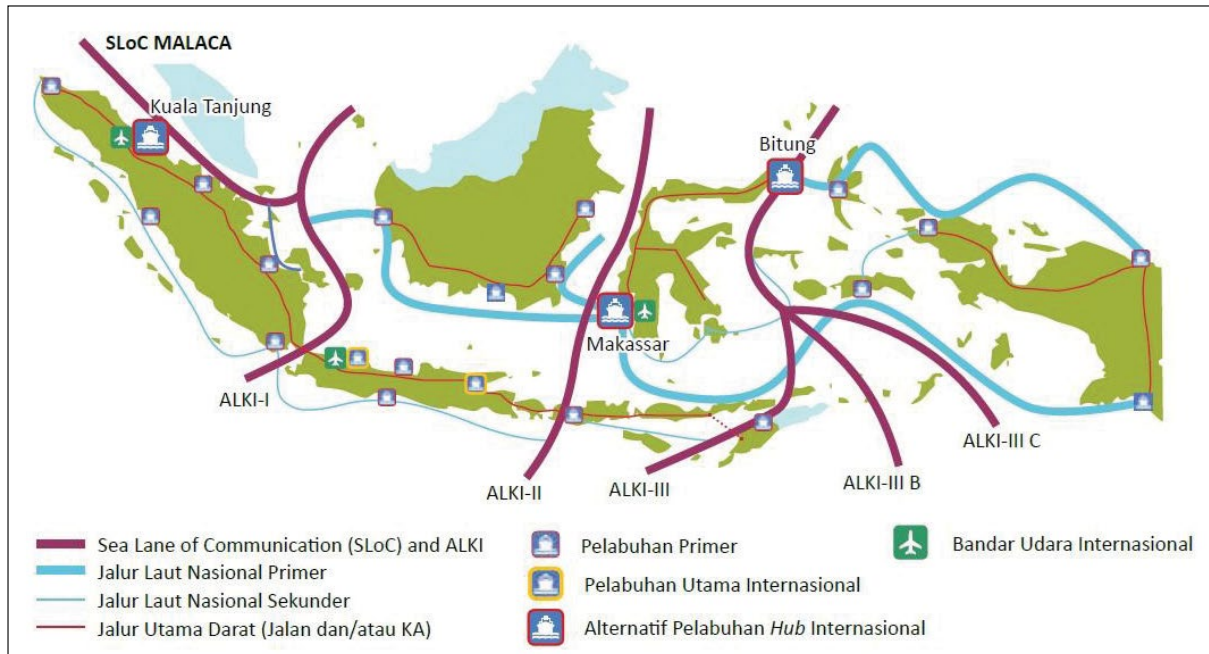 SLoC MALACA
Kuala Tanjung
Bitung
Makassar
ALKI-I
ALKI-II
ALKI-III
ALKI-III B
ALKI-III C
Sea Lane of Communication (SLoC) and ALKI
Jalur Laut Nasional Primer
Jalur Laut Nasional Sekunder
Jalur Utama Darat (Jalan dan/atau KA)
Pelabuhan Primer
Pelabuhan Utama Internasional
Alternatif Pelabuhan Hub Internasional
Bandar Udara Internasional